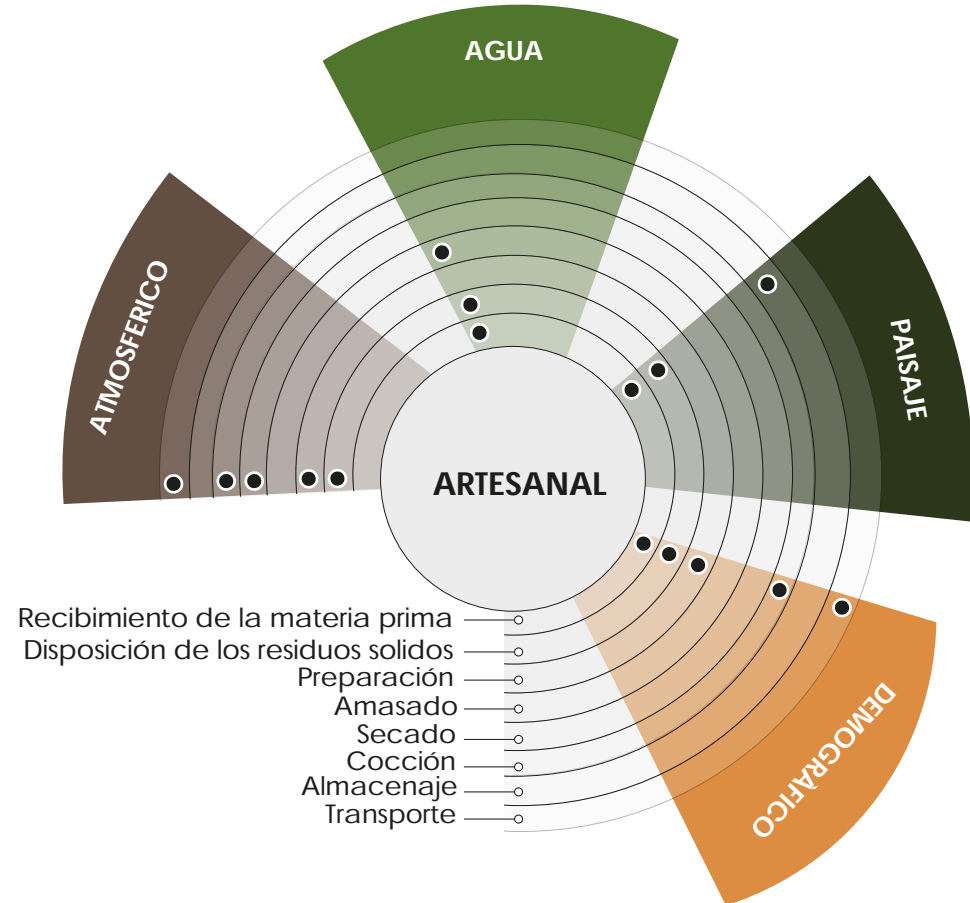 AGUA
ATMOSFERICO
PAISAJE
ARTESANAL
DEMOGRÀFICO
Recibimiento de la materia prima
Disposición de los residuos solidos
Preparación
Amasado
Secado
Cocción
Almacenaje
Transporte